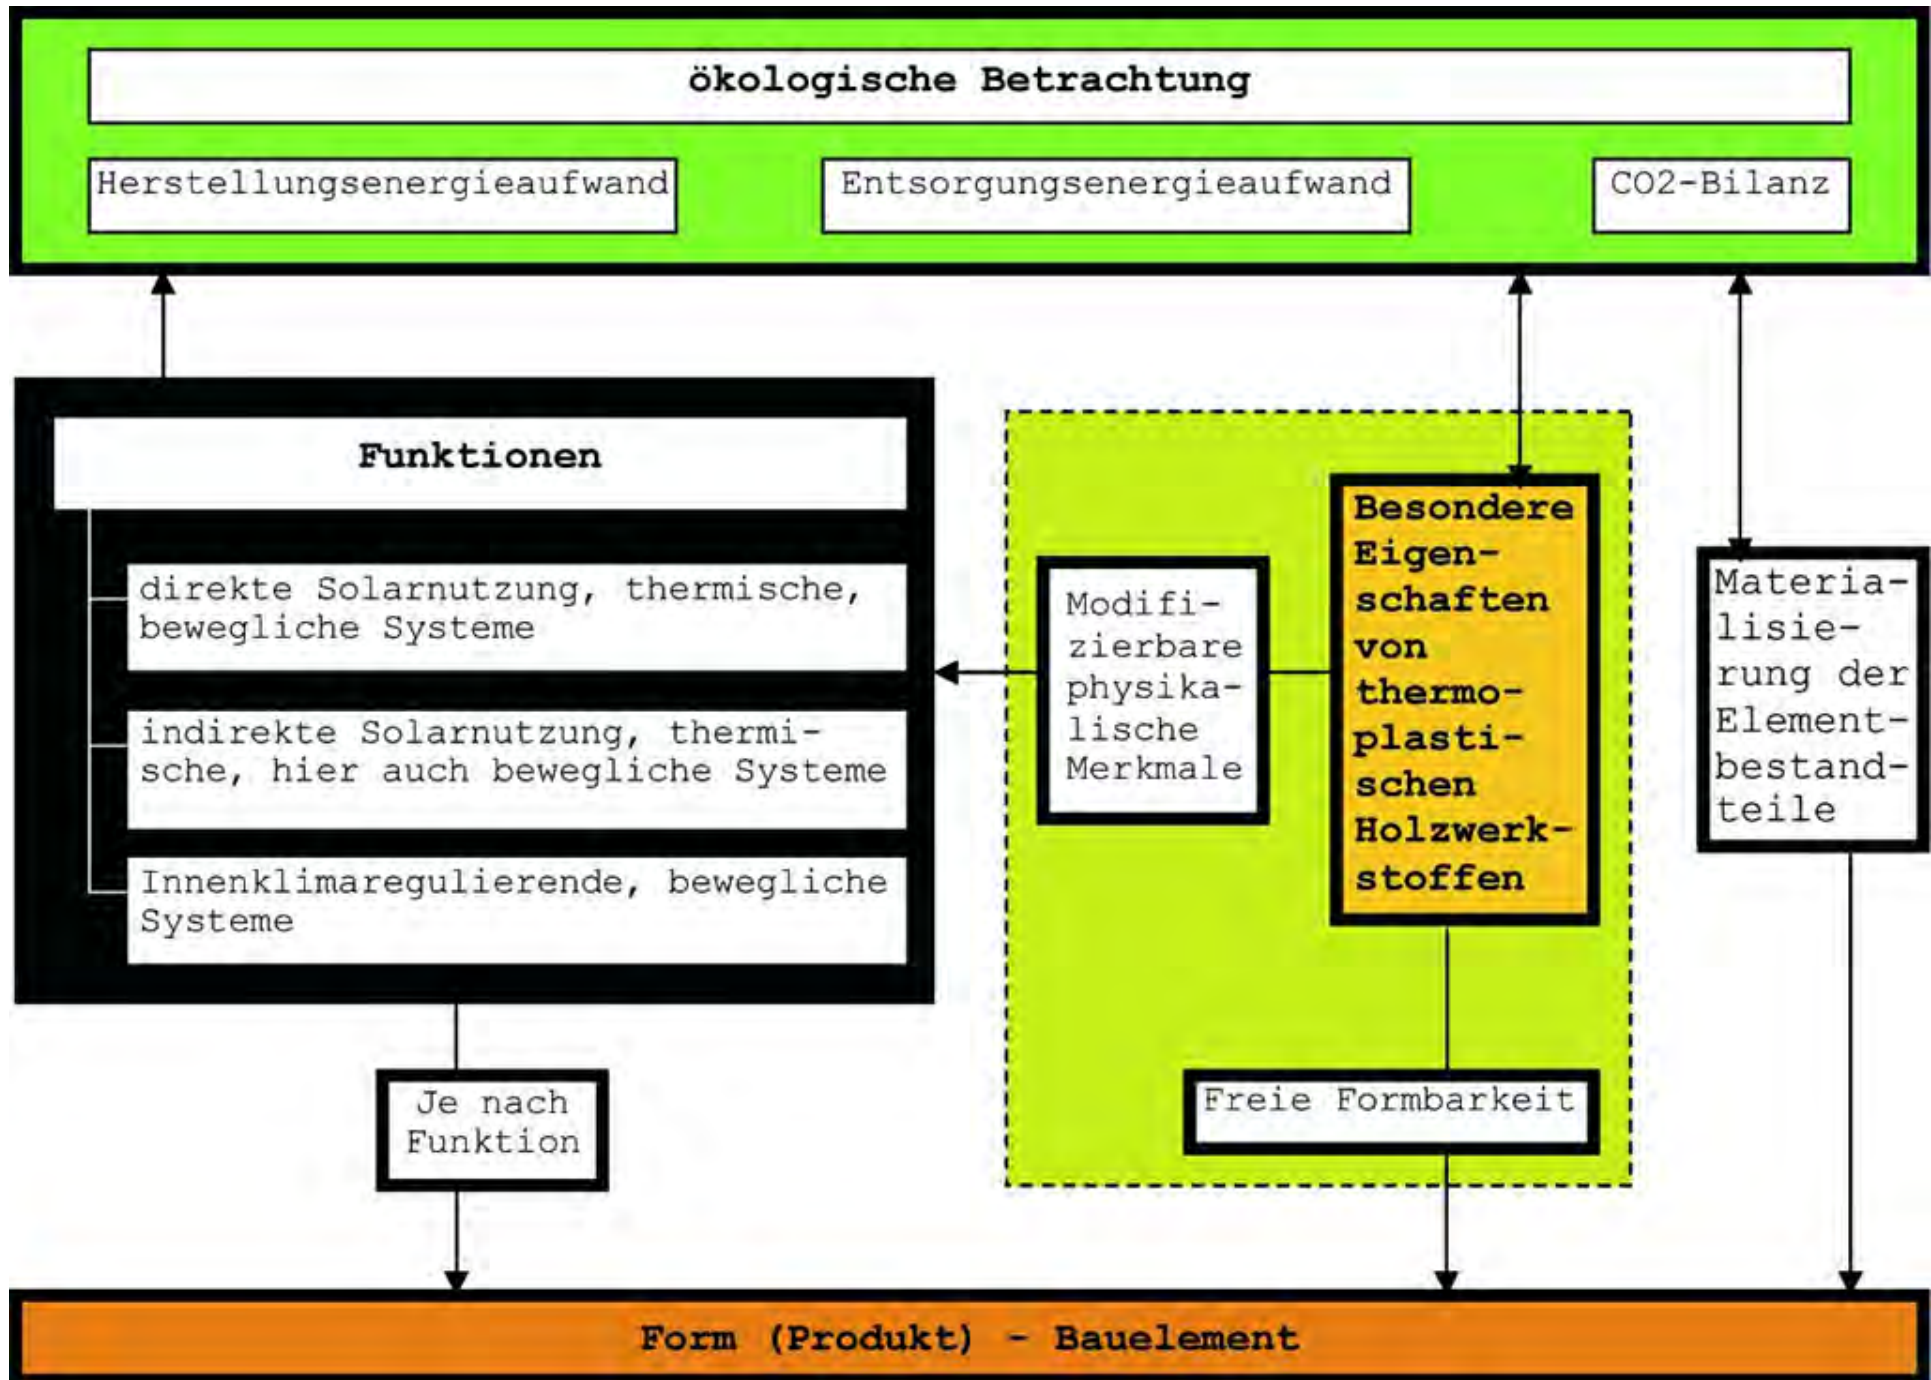 ökologische Betrachtung
Herstellungsenergieaufwand
Entsorgungsenergieaufwand
CO2-Bilanz
Funktionen
direkte Solarnutzung, thermische,
bewegliche Systeme
indirekte Solarnutzung, thermi-
sche, hier auch bewegliche Systeme
Innenklimaregulierende, bewegliche
Systeme
Je nach
Funktion
Modifi-
zierbare
physika-
lische
Merkmale
Besondere
Eigen-
schaften
von
thermo-
plasti-
schen
Holzwerk-
stoffen
Freie Formbarkeit
Materia-
lisie-
rung der
Element-
bestand-
teile
Form (Produkt) - Bauelement